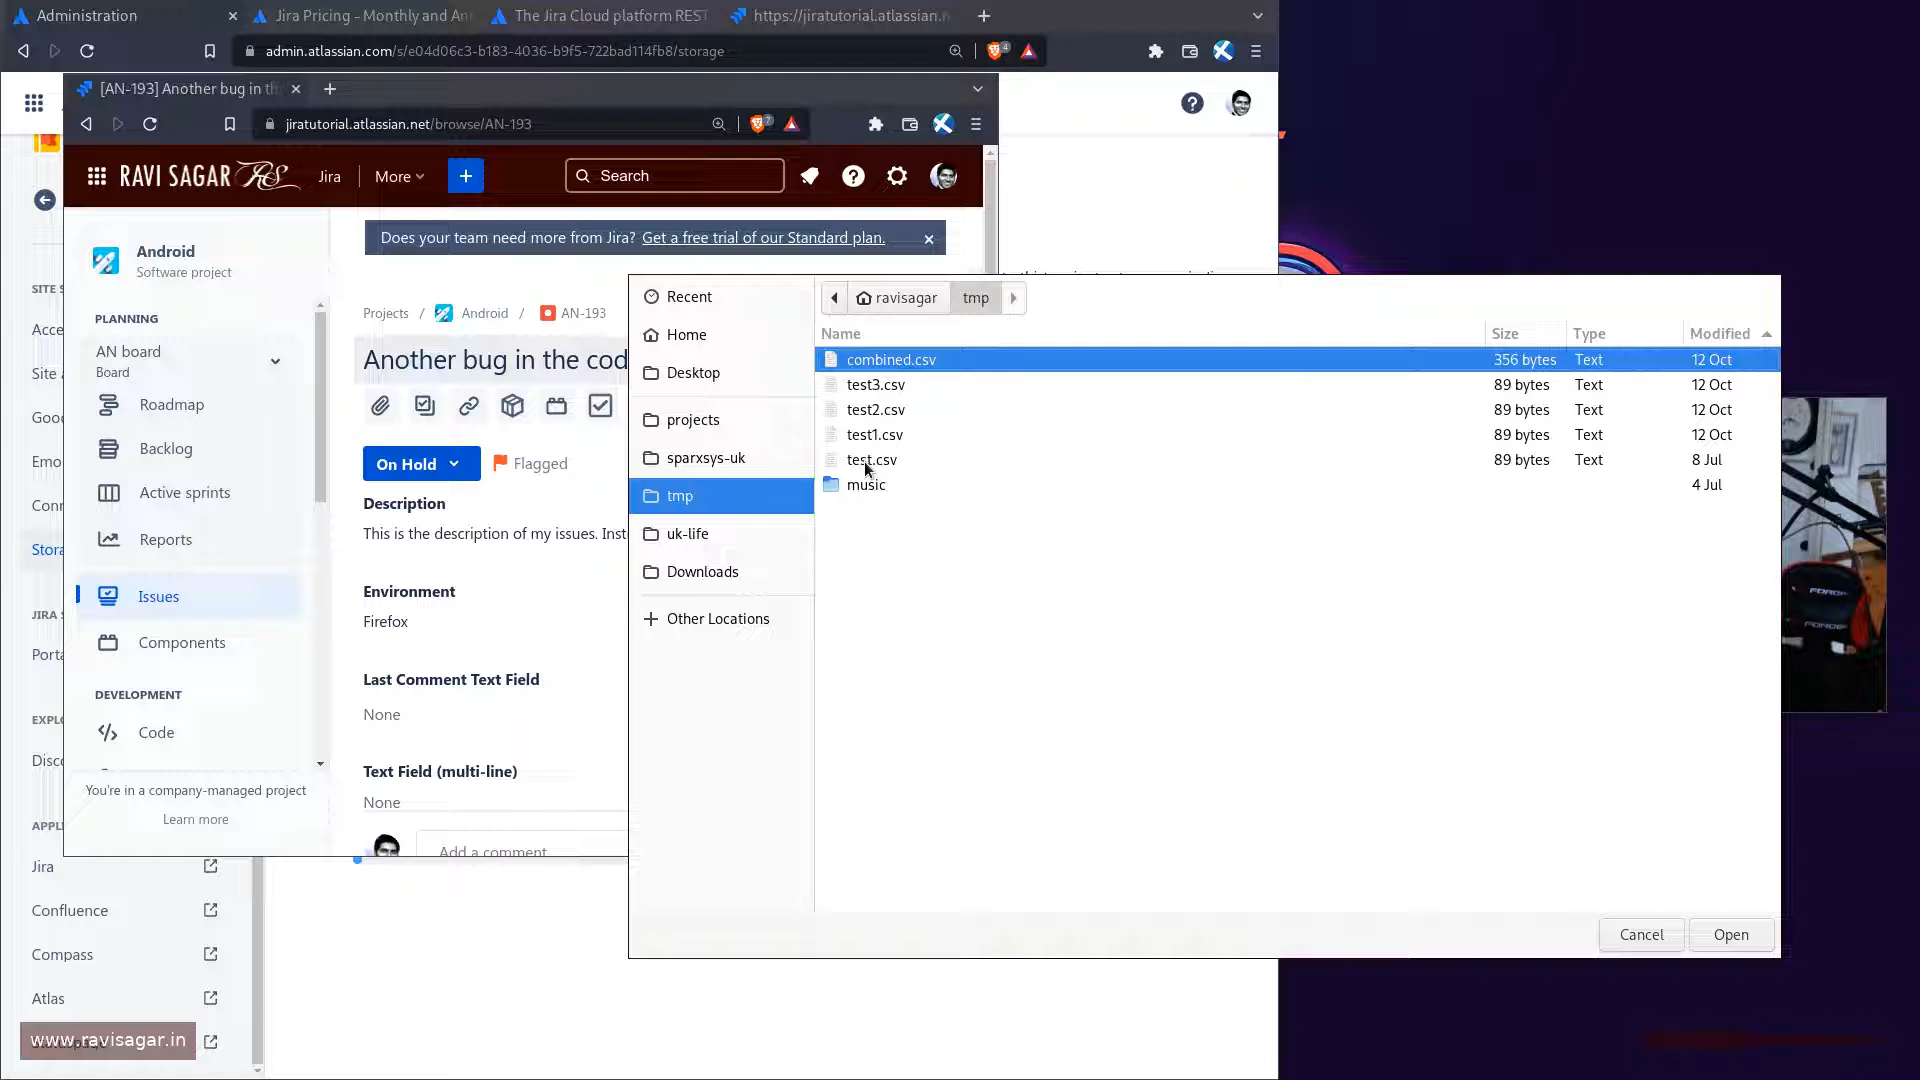 Administration
Jira Pricing - Monthly and An
The Jira Cloud platform REST
https://jiratutorial.atlassian.n
admin.atlassian.com/s/e04d06c3-b183-4036-b9f5-722bad114fb8/storage
4
[AN-193] Another bug in th
jiratutorial.atlassian.net/browse/AN-193
7
RAVI SAGAR RS
Jira
More
Search
Does your team need more from Jira? Get a free trial of our Standard plan.
Android
Software project
PLANNING
AN board
Board
Roadmap
Backlog
Active sprints
Reports
Issues
Components
DEVELOPMENT
Code
You're in a company-managed project
Learn more
Projects / Android / AN-193
Another bug in the cod
On Hold
Flagged
Description
This is the description of my issues. Inst
Environment
Firefox
Last Comment Text Field
None
Text Field (multi-line)
None
Add a comment
SITE S
Acce
Site a
Goo
Emo
Conn
Stora
JIRA S
Porta
EXPLO
Disco
APPL
Jira
Confluence
Compass
Atlas
www.ravisagar.in
Recent
Home
Desktop
projects
sparxsys-uk
tmp
uk-life
Downloads
Other Locations
ravisagar
tmp
Name Size Type Modified
combined.csv 356 bytes Text 12 Oct
test3.csv 89 bytes Text 12 Oct
test2.csv 89 bytes Text 12 Oct
test1.csv 89 bytes Text 12 Oct
test.csv 89 bytes Text 8 Jul
music 4 Jul
Cancel
Open